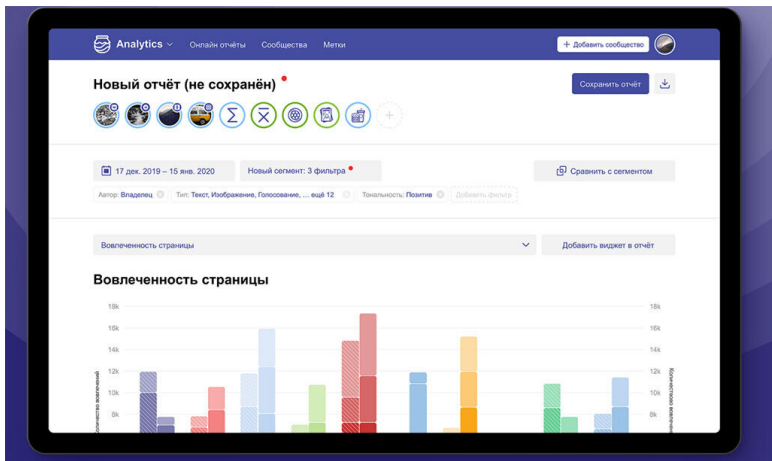 Analytics Онлайн отчёты Сообщества Метки + Добавить сообщество
Новый отчёт (не сохранён) Сохранить отчёт
Σ X +
17 дек. 2019 – 15 янв. 2020 Новый сегмент: 3 фильтра Сравнить с сегментом
Автор: Владелец Тип: Текст, Изображение, Голосование, ... ещё 12 Тональность: Позитив Добавить фильтр
Вовлеченность страницы Добавить виджет в отчёт
Вовлеченность страницы
18k 18k
16k 16k
14k 14k
12k 12k
10k 10k
8k 8k
Количество вовлечений